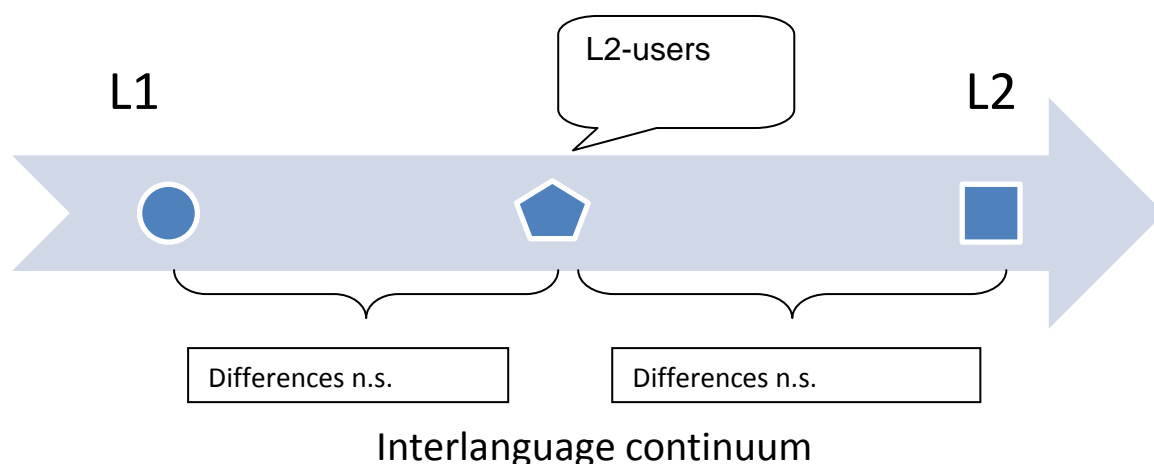 L2-users
L1
L2
Differences n.s.
Differences n.s.
Interlanguage continuum